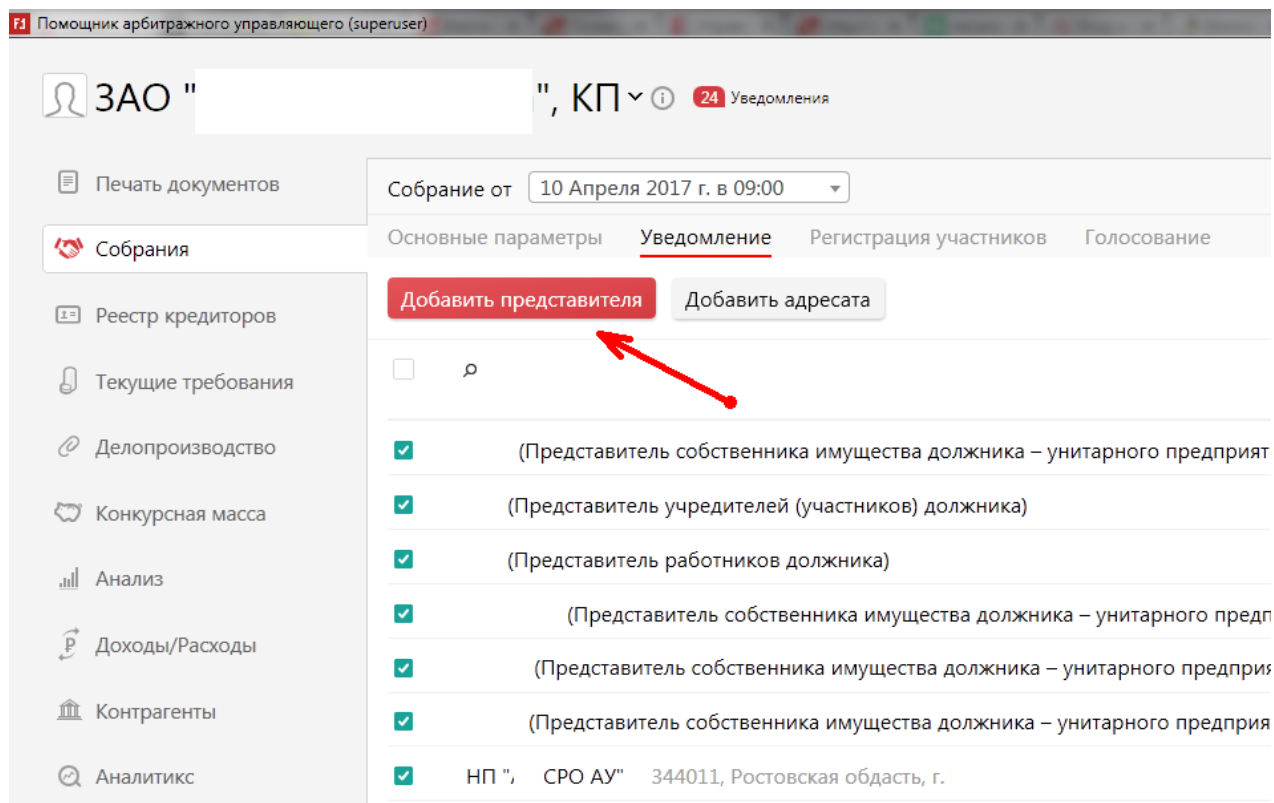 Помощник арбитражного управляющего (superuser)
ЗАО " ", КП 24 Уведомления
Печать документов
Собрания
Реестр кредиторов
Текущие требования
Делопроизводство
Конкурсная масса
Анализ
Доходы/Расходы
Контрагенты
Аналитикс
Собрание от 10 Апреля 2017 г. в 09:00
Основные параметры Уведомление Регистрация участников Голосование
Добавить представителя Добавить адресата
(Представитель собственника имущества должника – унитарного предприят
(Представитель учредителей (участников) должника)
(Представитель работников должника)
(Представитель собственника имущества должника – унитарного предп
(Представитель собственника имущества должника – унитарного предприя
(Представитель собственника имущества должника – унитарного предприя
НП " СРО АУ" 344011, Ростовская обдасть, г.